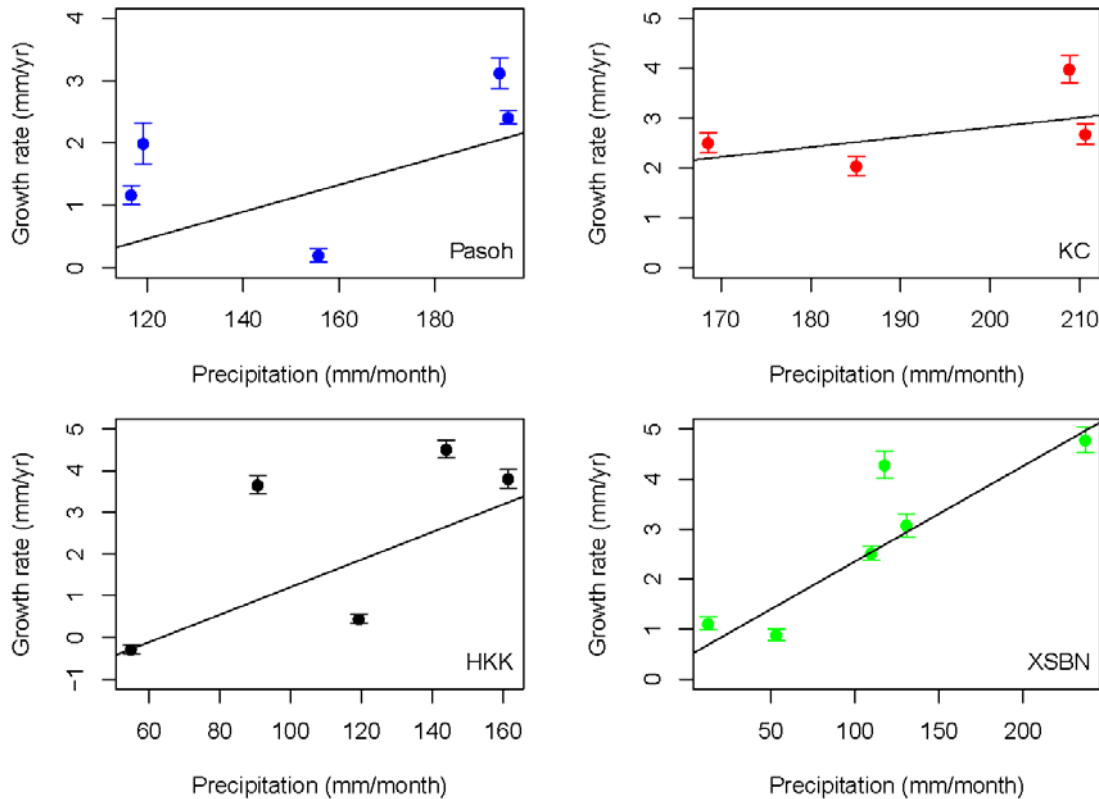 Growth rate (mm/yr)
4
3
2
1
0
Pasoh
120 140 160 180
Precipitation (mm/month)
Growth rate (mm/yr)
5
4
3
2
1
0
KC
170 180 190 200 210
Precipitation (mm/month)
Growth rate (mm/yr)
5
4
3
2
1
0
−1
HKK
60 80 100 120 140 160
Precipitation (mm/month)
Growth rate (mm/yr)
5
4
3
2
1
0
XSBN
50 100 150 200
Precipitation (mm/month)